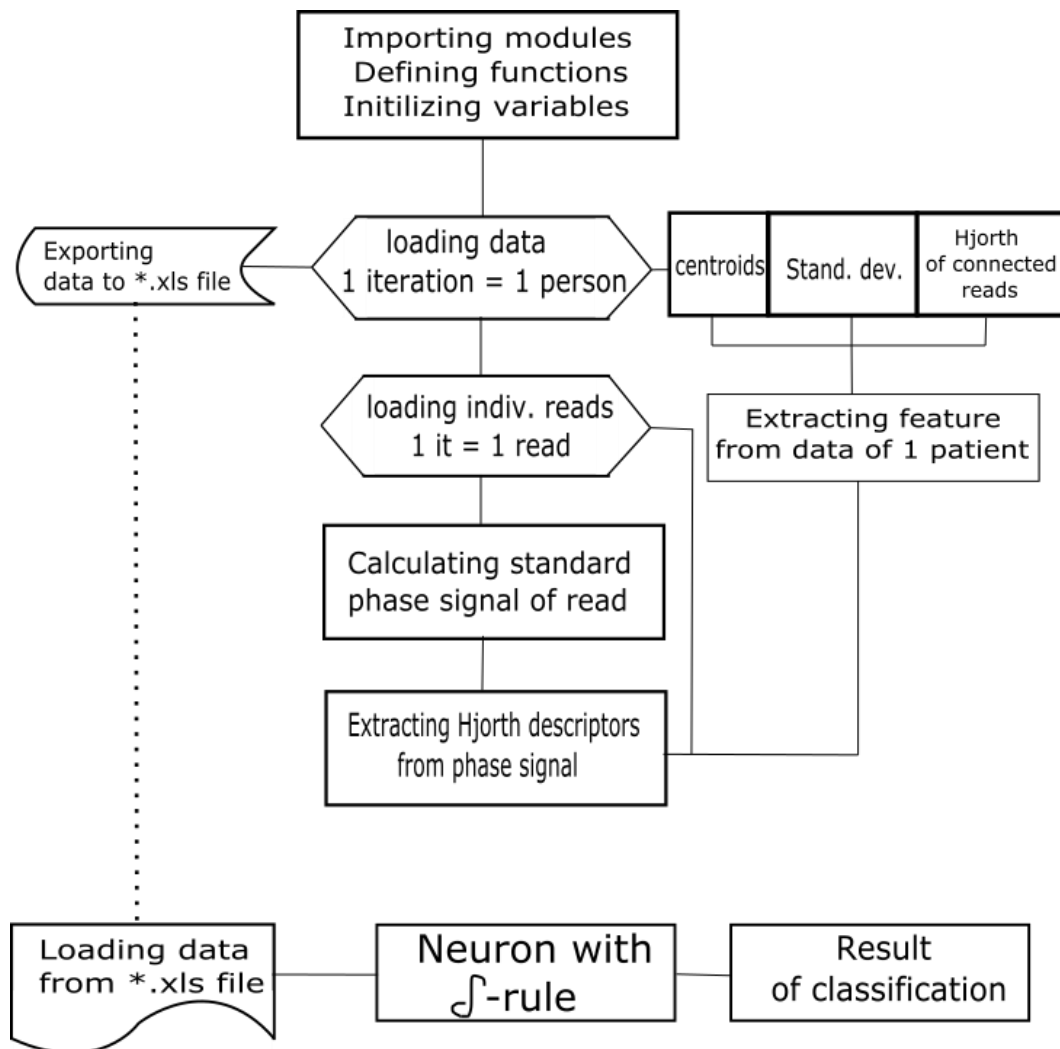 Importing modules
Defining functions
Initilizing variables
Exporting
data to *.xls file
loading data
1 iteration = 1 person
centroids
Stand. dev.
Hjorth
of connected
reads
loading indiv. reads
1 it = 1 read
Extracting feature
from data of 1 patient
Calculating standard
phase signal of read
Extracting Hjorth descriptors
from phase signal
Loading data
from *.xls file
Neuron with
δ-rule
Result
of classification